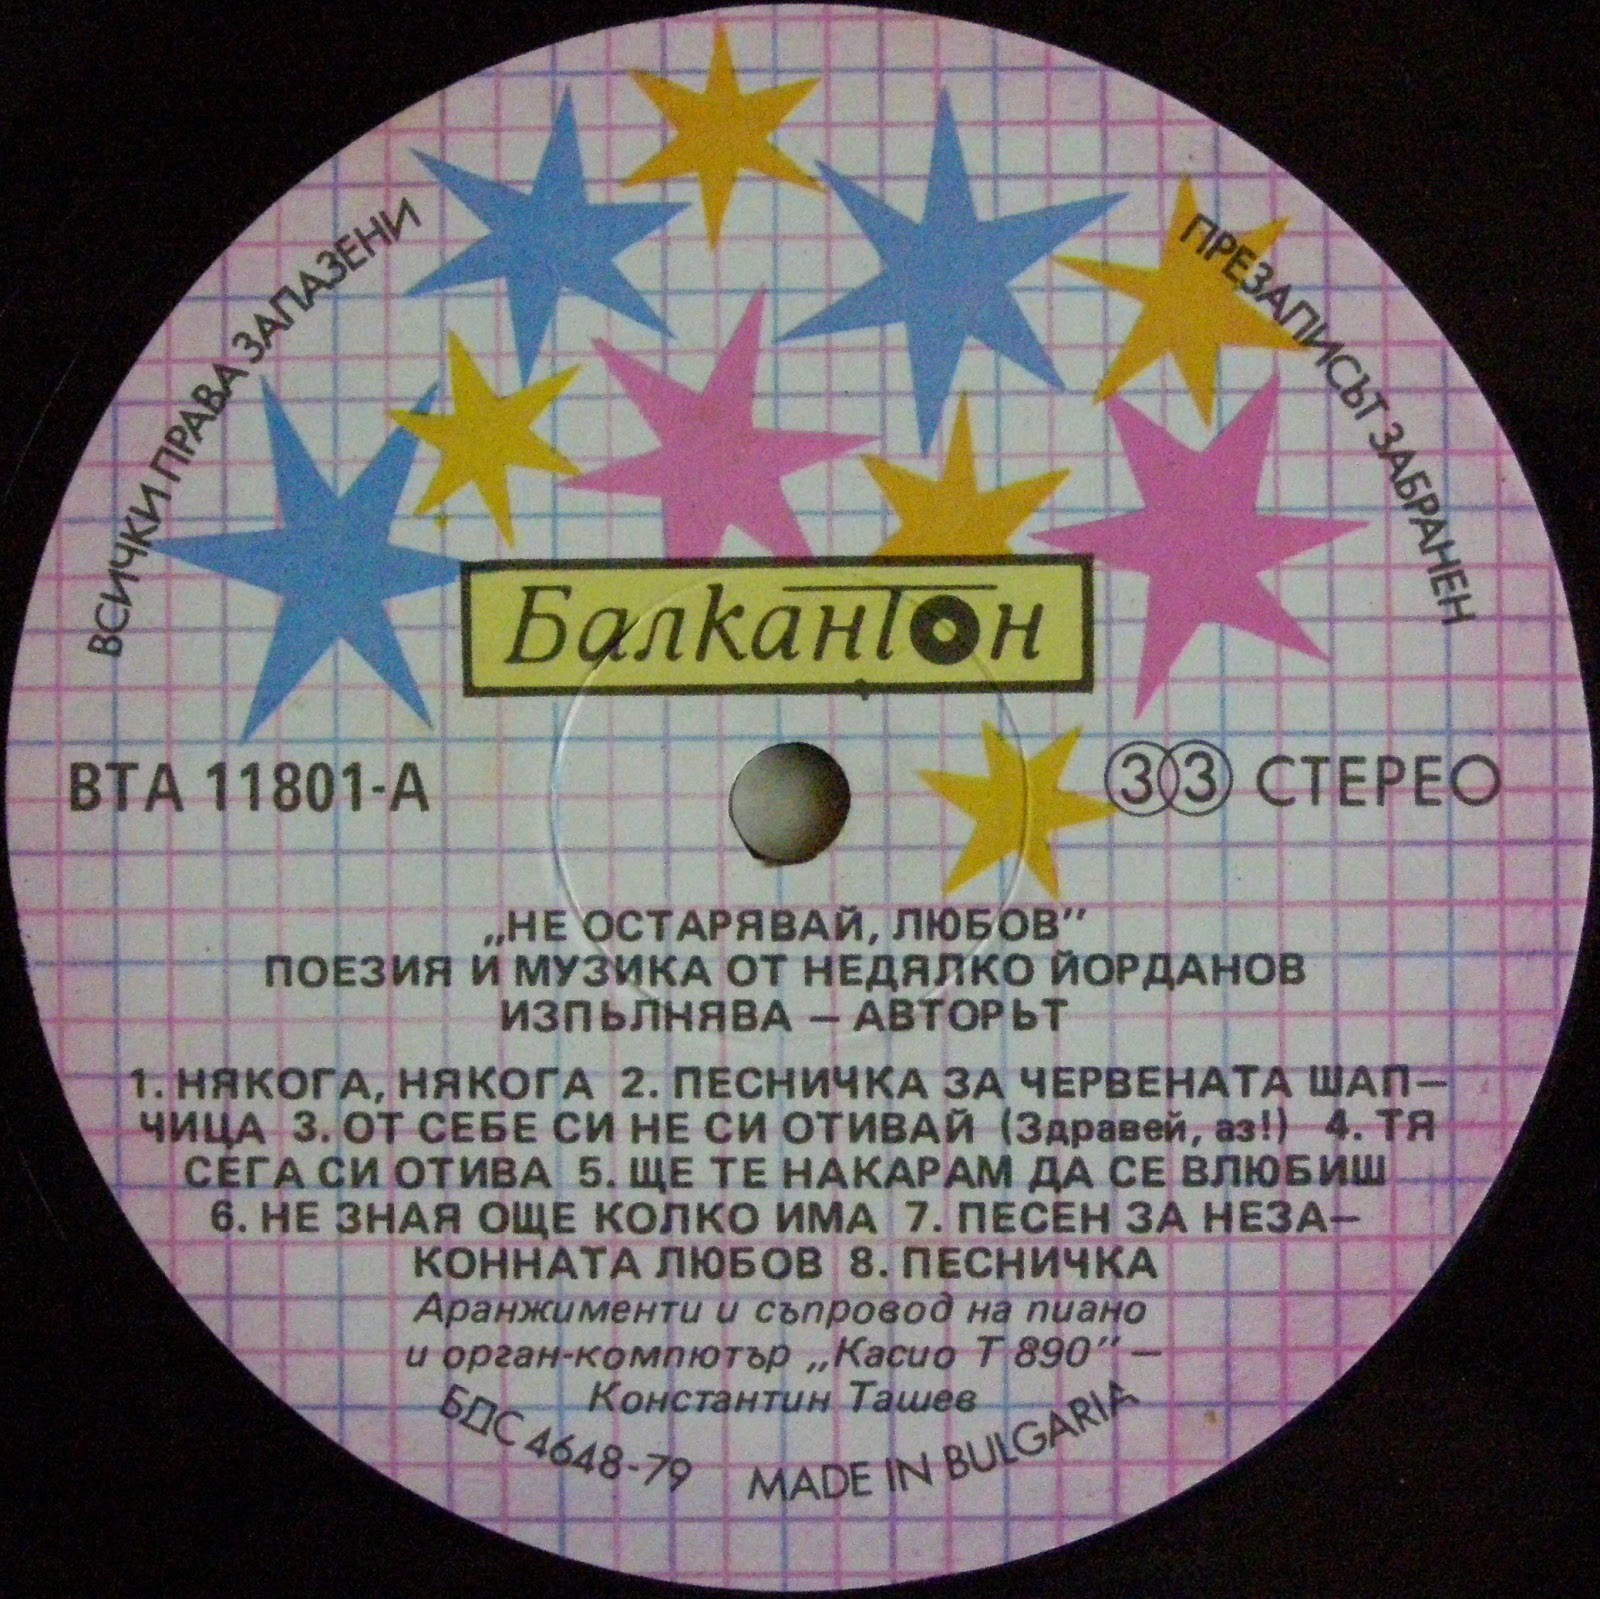 ВСИЧКИ ПРАВА ЗАПАЗЕНИ
ПРЕЗАПИСЪТ ЗАБРАНЕН
Балкантон
ВТА 11801-А
33 СТЕРЕО
„НЕ ОСТАРЯВАЙ, ЛЮБОВ”
ПОЕЗИЯ И МУЗИКА ОТ НЕДЯЛКО ЙОРДАНОВ
ИЗПЪЛНЯВА – АВТОРЪТ
1. НЯКОГА, НЯКОГА 2. ПЕСНИЧКА ЗА ЧЕРВЕНАТА ШАП–
ЧИЦА 3. ОТ СЕБЕ СИ НЕ СИ ОТИВАЙ (Здравей, аз!) 4. ТЯ
СЕГА СИ ОТИВА 5. ЩЕ ТЕ НАКАРАМ ДА СЕ ВЛЮБИШ
6. НЕ ЗНАЯ ОЩЕ КОЛКО ИМА 7. ПЕСЕН ЗА НЕЗА–
КОННАТА ЛЮБОВ 8. ПЕСНИЧКА
Аранжименти и съпровод на пиано
и орган-компютър „Касио Т 890” –
Константин Ташев
БДС 4648-79 MADE IN BULGARIA